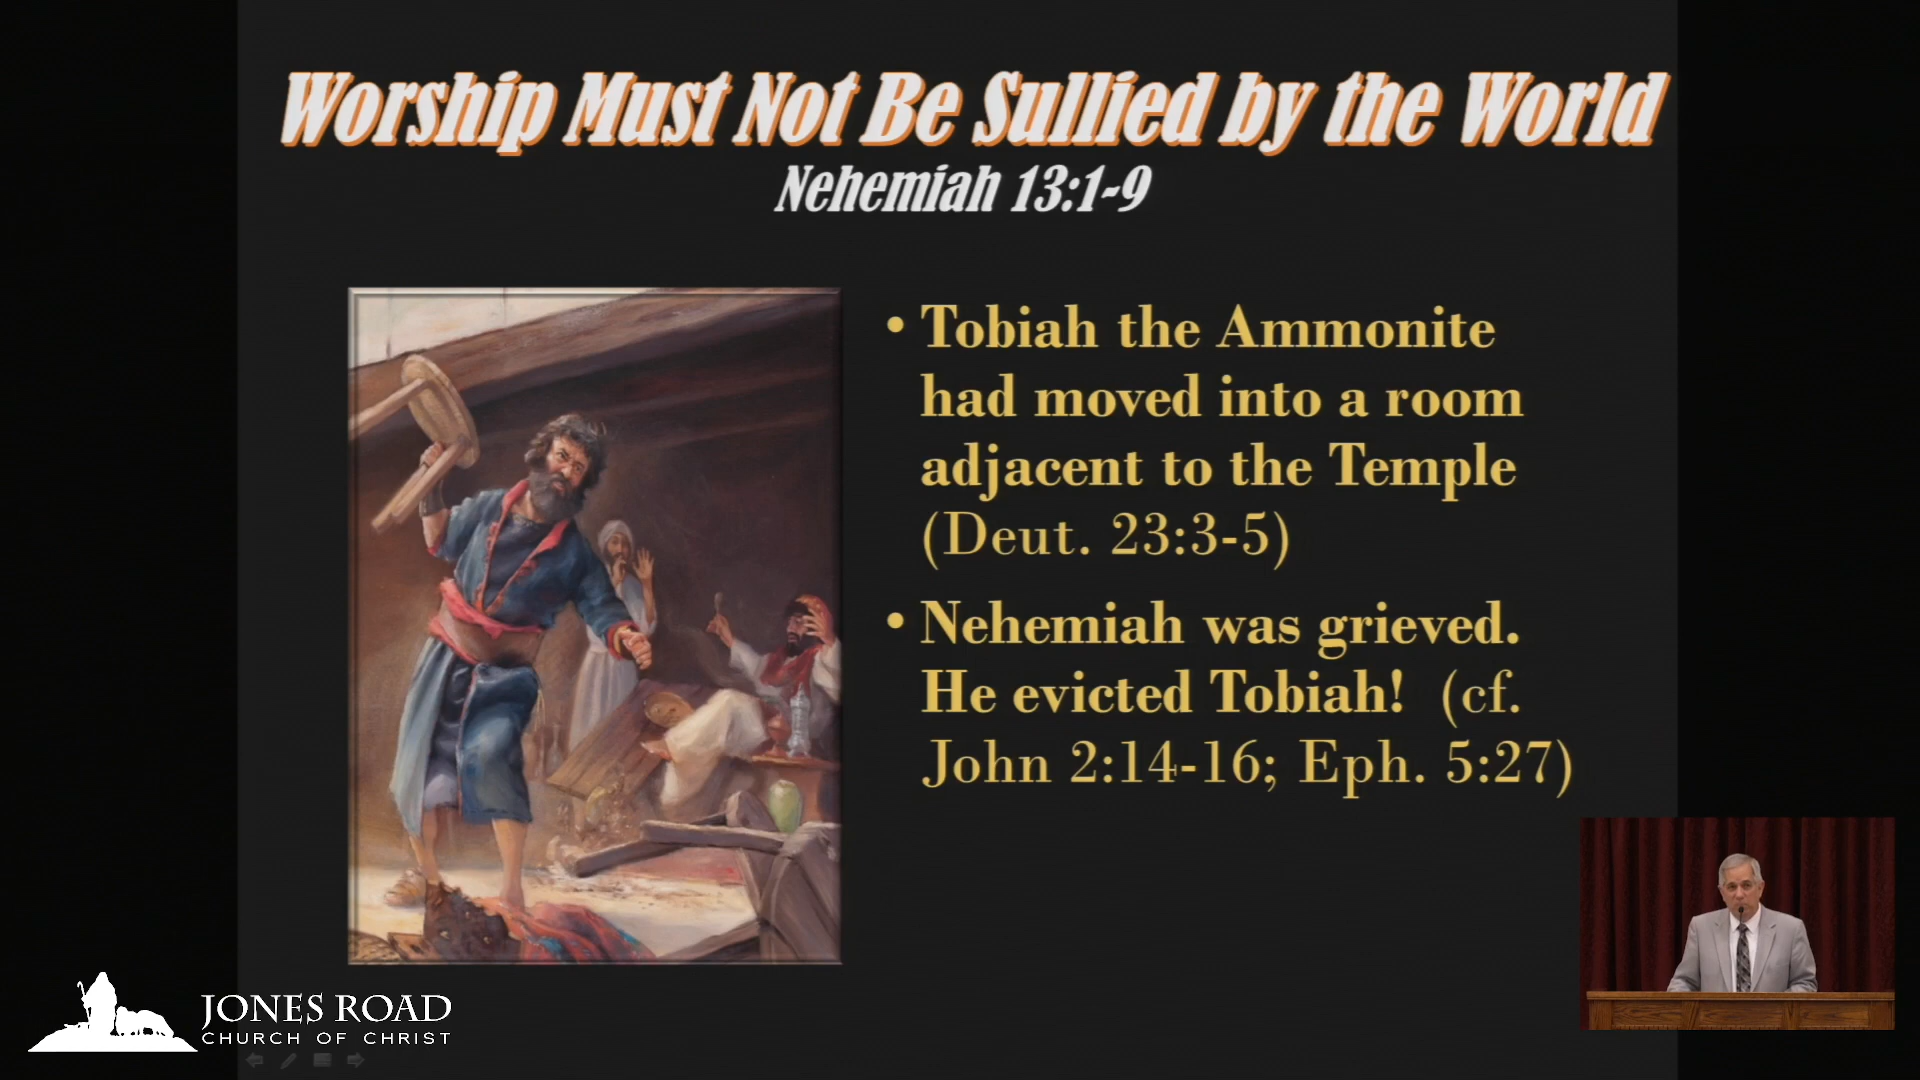 Worship Must Not Be Sullied by the World
Nehemiah 13:1-9
• Tobiah the Ammonite
had moved into a room
adjacent to the Temple
(Deut. 23:3-5)
• Nehemiah was grieved.
He evicted Tobiah! (cf.
John 2:14-16; Eph. 5:27)
JONES ROAD
CHURCH OF CHRIST